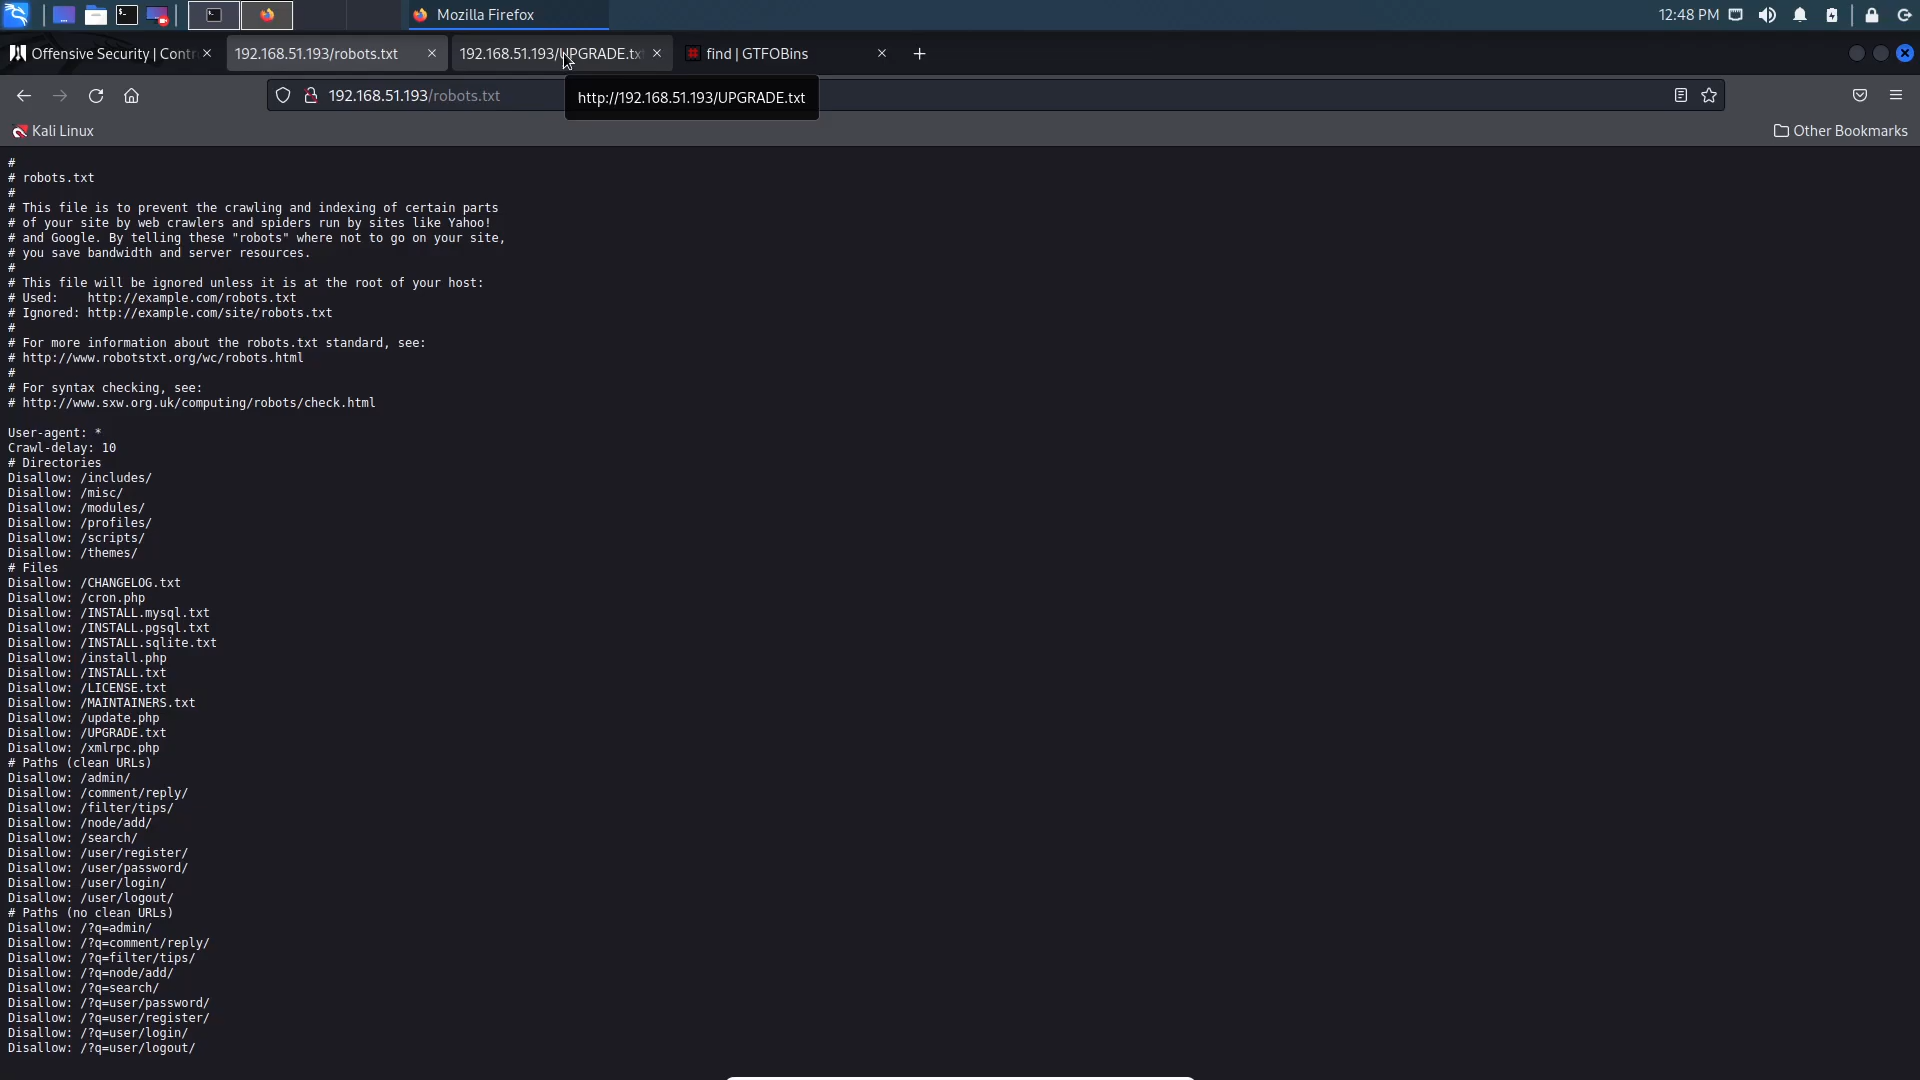 Mozilla Firefox
12:48 PM
Offensive Security | Contr
192.168.51.193/robots.txt
192.168.51.193/UPGRADE.tx
find | GTFOBins
192.168.51.193/robots.txt
http://192.168.51.193/UPGRADE.txt
Kali Linux
Other Bookmarks
#
# robots.txt
#
# This file is to prevent the crawling and indexing of certain parts
# of your site by web crawlers and spiders run by sites like Yahoo!
# and Google. By telling these "robots" where not to go on your site,
# you save bandwidth and server resources.
#
# This file will be ignored unless it is at the root of your host:
# Used:    http://example.com/robots.txt
# Ignored: http://example.com/site/robots.txt
#
# For more information about the robots.txt standard, see:
# http://www.robotstxt.org/wc/robots.html
#
# For syntax checking, see:
# http://www.sxw.org.uk/computing/robots/check.html
User-agent: *
Crawl-delay: 10
# Directories
Disallow: /includes/
Disallow: /misc/
Disallow: /modules/
Disallow: /profiles/
Disallow: /scripts/
Disallow: /themes/
# Files
Disallow: /CHANGELOG.txt
Disallow: /cron.php
Disallow: /INSTALL.mysql.txt
Disallow: /INSTALL.pgsql.txt
Disallow: /INSTALL.sqlite.txt
Disallow: /install.php
Disallow: /INSTALL.txt
Disallow: /LICENSE.txt
Disallow: /MAINTAINERS.txt
Disallow: /update.php
Disallow: /UPGRADE.txt
Disallow: /xmlrpc.php
# Paths (clean URLs)
Disallow: /admin/
Disallow: /comment/reply/
Disallow: /filter/tips/
Disallow: /node/add/
Disallow: /search/
Disallow: /user/register/
Disallow: /user/password/
Disallow: /user/login/
Disallow: /user/logout/
# Paths (no clean URLs)
Disallow: /?q=admin/
Disallow: /?q=comment/reply/
Disallow: /?q=filter/tips/
Disallow: /?q=node/add/
Disallow: /?q=search/
Disallow: /?q=user/password/
Disallow: /?q=user/register/
Disallow: /?q=user/login/
Disallow: /?q=user/logout/